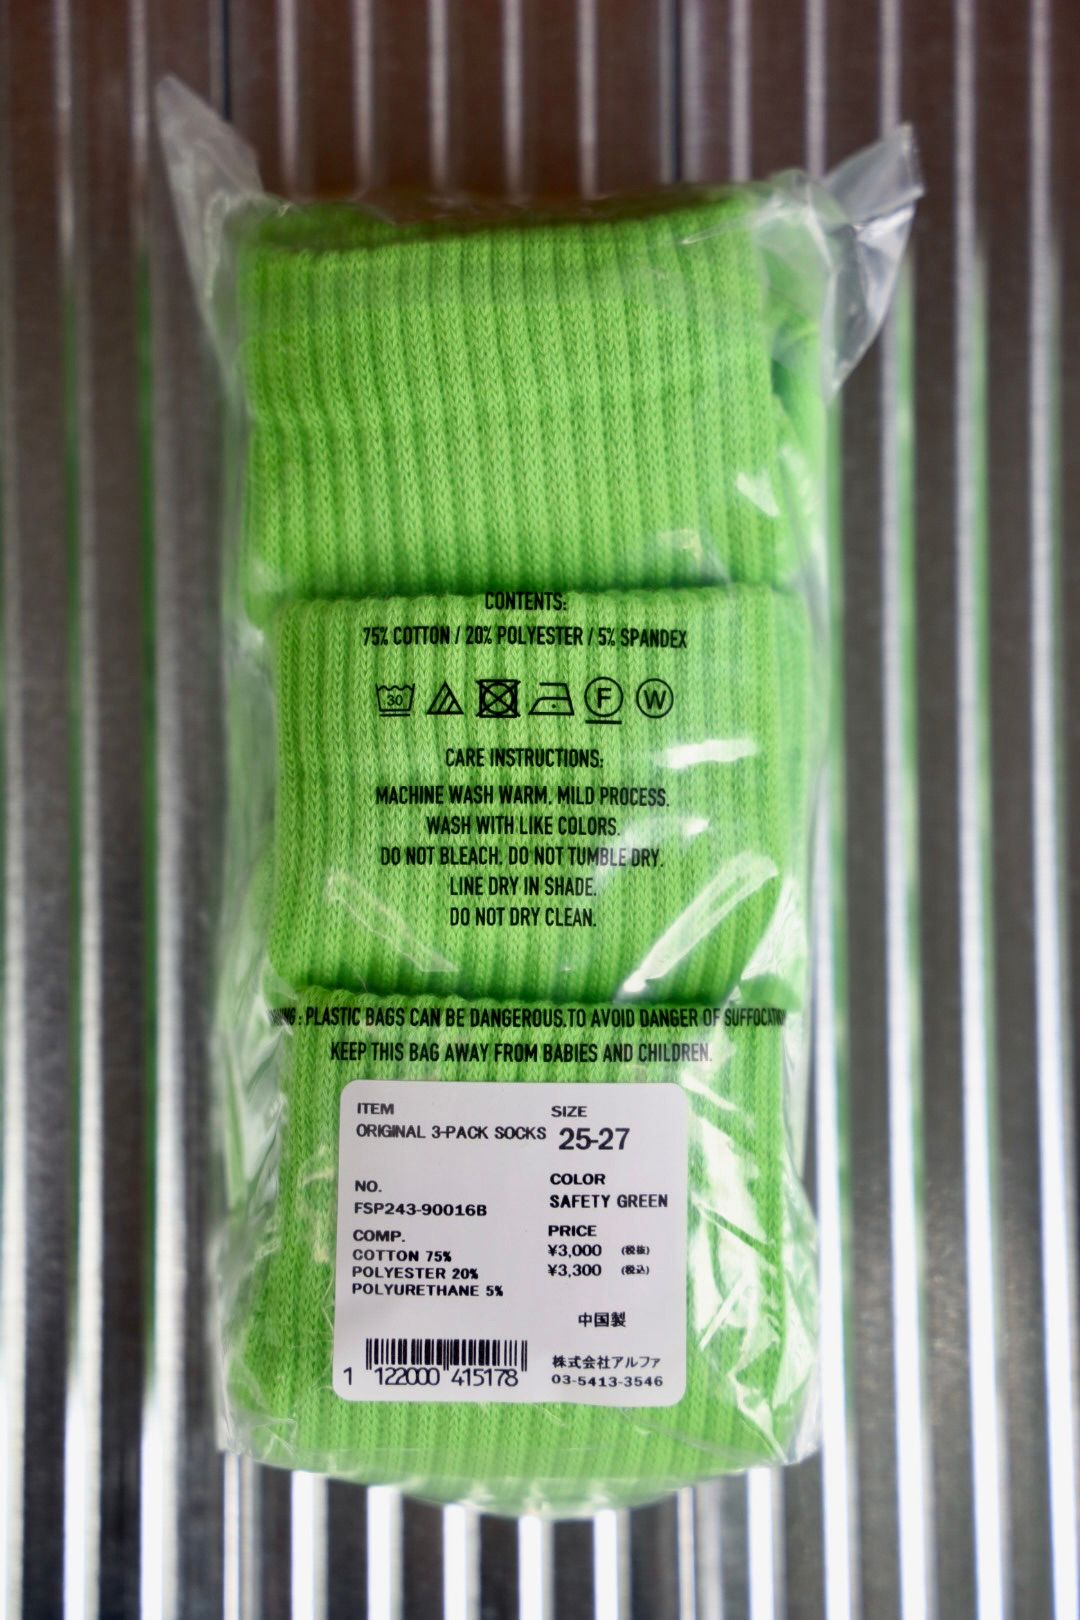 CONTENTS:
75% COTTON / 20% POLYESTER / 5% SPANDEX
30
F
W
CARE INSTRUCTIONS:
MACHINE WASH WARM. MILD PROCESS.
WASH WITH LIKE COLORS.
DO NOT BLEACH. DO NOT TUMBLE DRY.
LINE DRY IN SHADE.
DO NOT DRY CLEAN.
: PLASTIC BAGS CAN BE DANGEROUS.TO AVOID DANGER OF
KEEP THIS BAG AWAY FROM BABIES AND CHILDREN.
ITEM
ORIGINAL 3-PACK SOCKS
SIZE
25-27
NO.
FSP243-90016B
COLOR
SAFETY GREEN
COMP.
COTTON 75%
POLYESTER 20%
POLYURETHANE 5%
PRICE
¥3,000 (税抜)
¥3,300 (税込)
中国製
1 122000 415178
株式会社アルファ
03-5413-3546